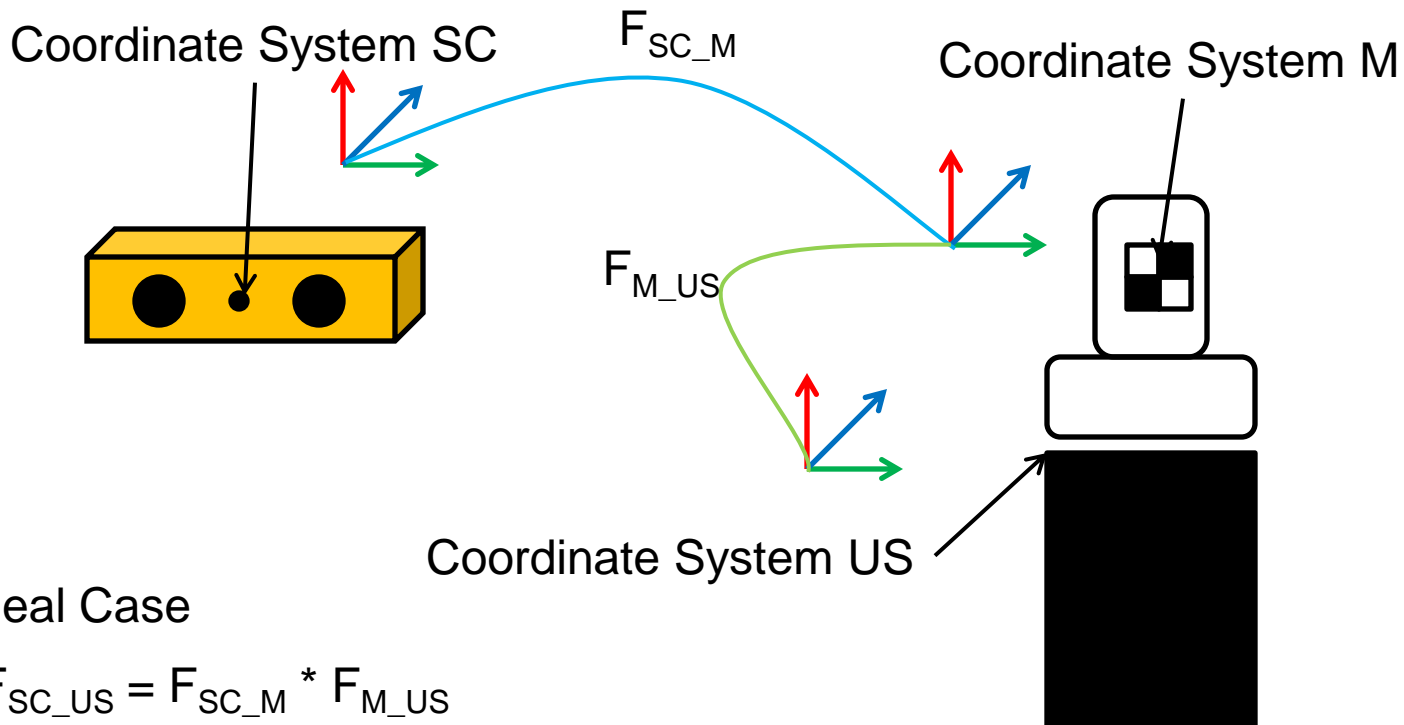 Coordinate System SC
F_SC_M
Coordinate System M
F_M_US
Coordinate System US
eal Case
F_SC_US = F_SC_M * F_M_US